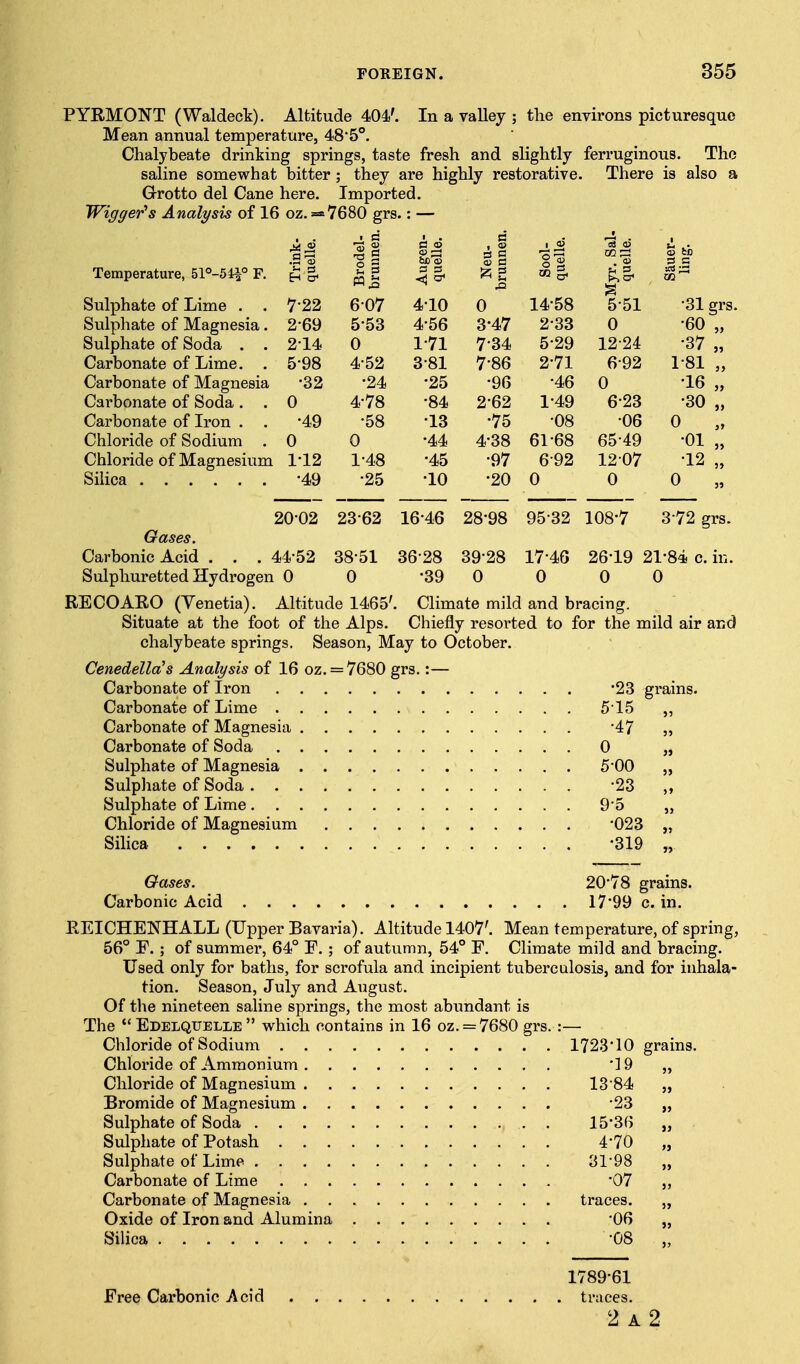 FOREIGN. 355
PYRMONT (Waldeck). Altitude 404'. In a valley ; the environs picturesque
Mean annual temperature, 48·5°.
Chalybeate drinking springs, taste fresh and slightly ferruginous. The
saline somewhat bitter ; they are highly restorative. There is also a
Grotto del Cane here. Imported.
Wigger's Analysis of 16 oz. = 7680 grs. : —
Temperature, 51°-54½° F. Trink-quelle. Brodel-brunnen. Augen-quelle. Neu-brunnen. Sool-quelle. Myr. Sal-quelle. Säuer-ling.
Sulphate of Lime . . 7·22 6·07 4·10 0 14·58 5·51 ·31 grs.
Sulphate of Magnesia . 2·69 5·53 4·56 3·47 2·33 0 ·60 „
Sulphate of Soda . . 2·14 0 1·71 7·34 5·29 12·24 ·37 „
Carbonate of Lime. . 5·98 4·52 3·81 7·86 2·71 6·92 1·81 „
Carbonate of Magnesia ·32 ·24 ·25 ·96 ·46 0 ·16 „
Carbonate of Soda . . 0 4·78 ·84 2·62 1·49 6·23 ·30 „
Carbonate of Iron . . ·49 ·58 ·13 ·75 ·08 ·06 0 „
Chloride of Sodium . 0 0 ·44 4·38 61·68 65·49 ·01 „
Chloride of Magnesium 1·12 1·48 ·45 ·97 6·92 12·07 ·12 „
Silica . . . . . . ·49 ·25 ·10 ·20 0 0 0 „
20·02 23·62 16·46 28·98 95·32 108·7 3·72 grs.
Gases.
Carbonic Acid . . . 44·52 38·51 36·28 39·28 17·46 26·19 21·84 c. in.
Sulphuretted Hydrogen 0 0 ·39 0 0 0 0
RECOARO (Venetia). Altitude 1465'. Climate mild and bracing.
Situate at the foot of the Alps. Chiefly resorted to for the mild air and
chalybeate springs. Season, May to October.
Cenedella's Analysis of 16 oz. = 7680 grs. :—
Carbonate of Iron . . . . . . . . . . . . . ·23 grains.
Carbonate of Lime . . . . . . . . . . . . . 5·15 „
Carbonate of Magnesia . . . . . . . . . . . . ·47 „
Carbonate of Soda . . . . . . . . . . . . . 0 „
Sulphate of Magnesia . . . . . . . . . . . . 5·00 „
Sulphate of Soda . . . . . . . . . . . . . . ·23 „
Sulphate of Lime . . . . . . . . . . . . . . 9·5 „
Chloride of Magnesium . . . . . . . . . . . ·023 „
Silica . . . . . . . . . . . . . . . . . ·319 „
Gases. 20·78 grains.
Carbonic Acid . . . . . . . . . . . . . . 17·99 c. in.
REICHENHALL (Upper Bavaria). Altitude 1407'. Mean temperature, of spring,
56° F. ; of summer, 64° F. ; of autumn, 54° F. Climate mild and bracing.
Used only for baths, for scrofula and incipient tuberculosis, and for inhala-
tion. Season, July and August.
Of the nineteen saline springs, the most abundant is
The “ EDELQUELLE ” which contains in 16 oz. = 7680 grs. :—
Chloride of Sodium . . . . . . . . . . . . 1723·10 grains.
Chloride of Ammonium . . . . . . . . . . . ·19 „
Chloride of Magnesium . . . . . . . . . . . 13·84 „
Bromide of Magnesium . . . . . . . . . . . ·23 „
Sulphate of Soda . . . . . . . . . . . . . 15·36 „
Sulphate of Potash . . . . . . . . . . . . 4·70 „
Sulphate of Lime . . . . . . . . . . . . . 31·98 „
Carbonate of Lime . . . . . . . . . . . . ·07 „
Carbonate of Magnesia . . . . . . . . . . . traces. „
Oxide of Iron and Alumina . . . . . . . . . ·06 „
Silica . . . . . . . . . . . . . . . . . ·08 „
1789·61
Free Carbonic Acid . . . . . . . . . . . . traces.
2 A 2